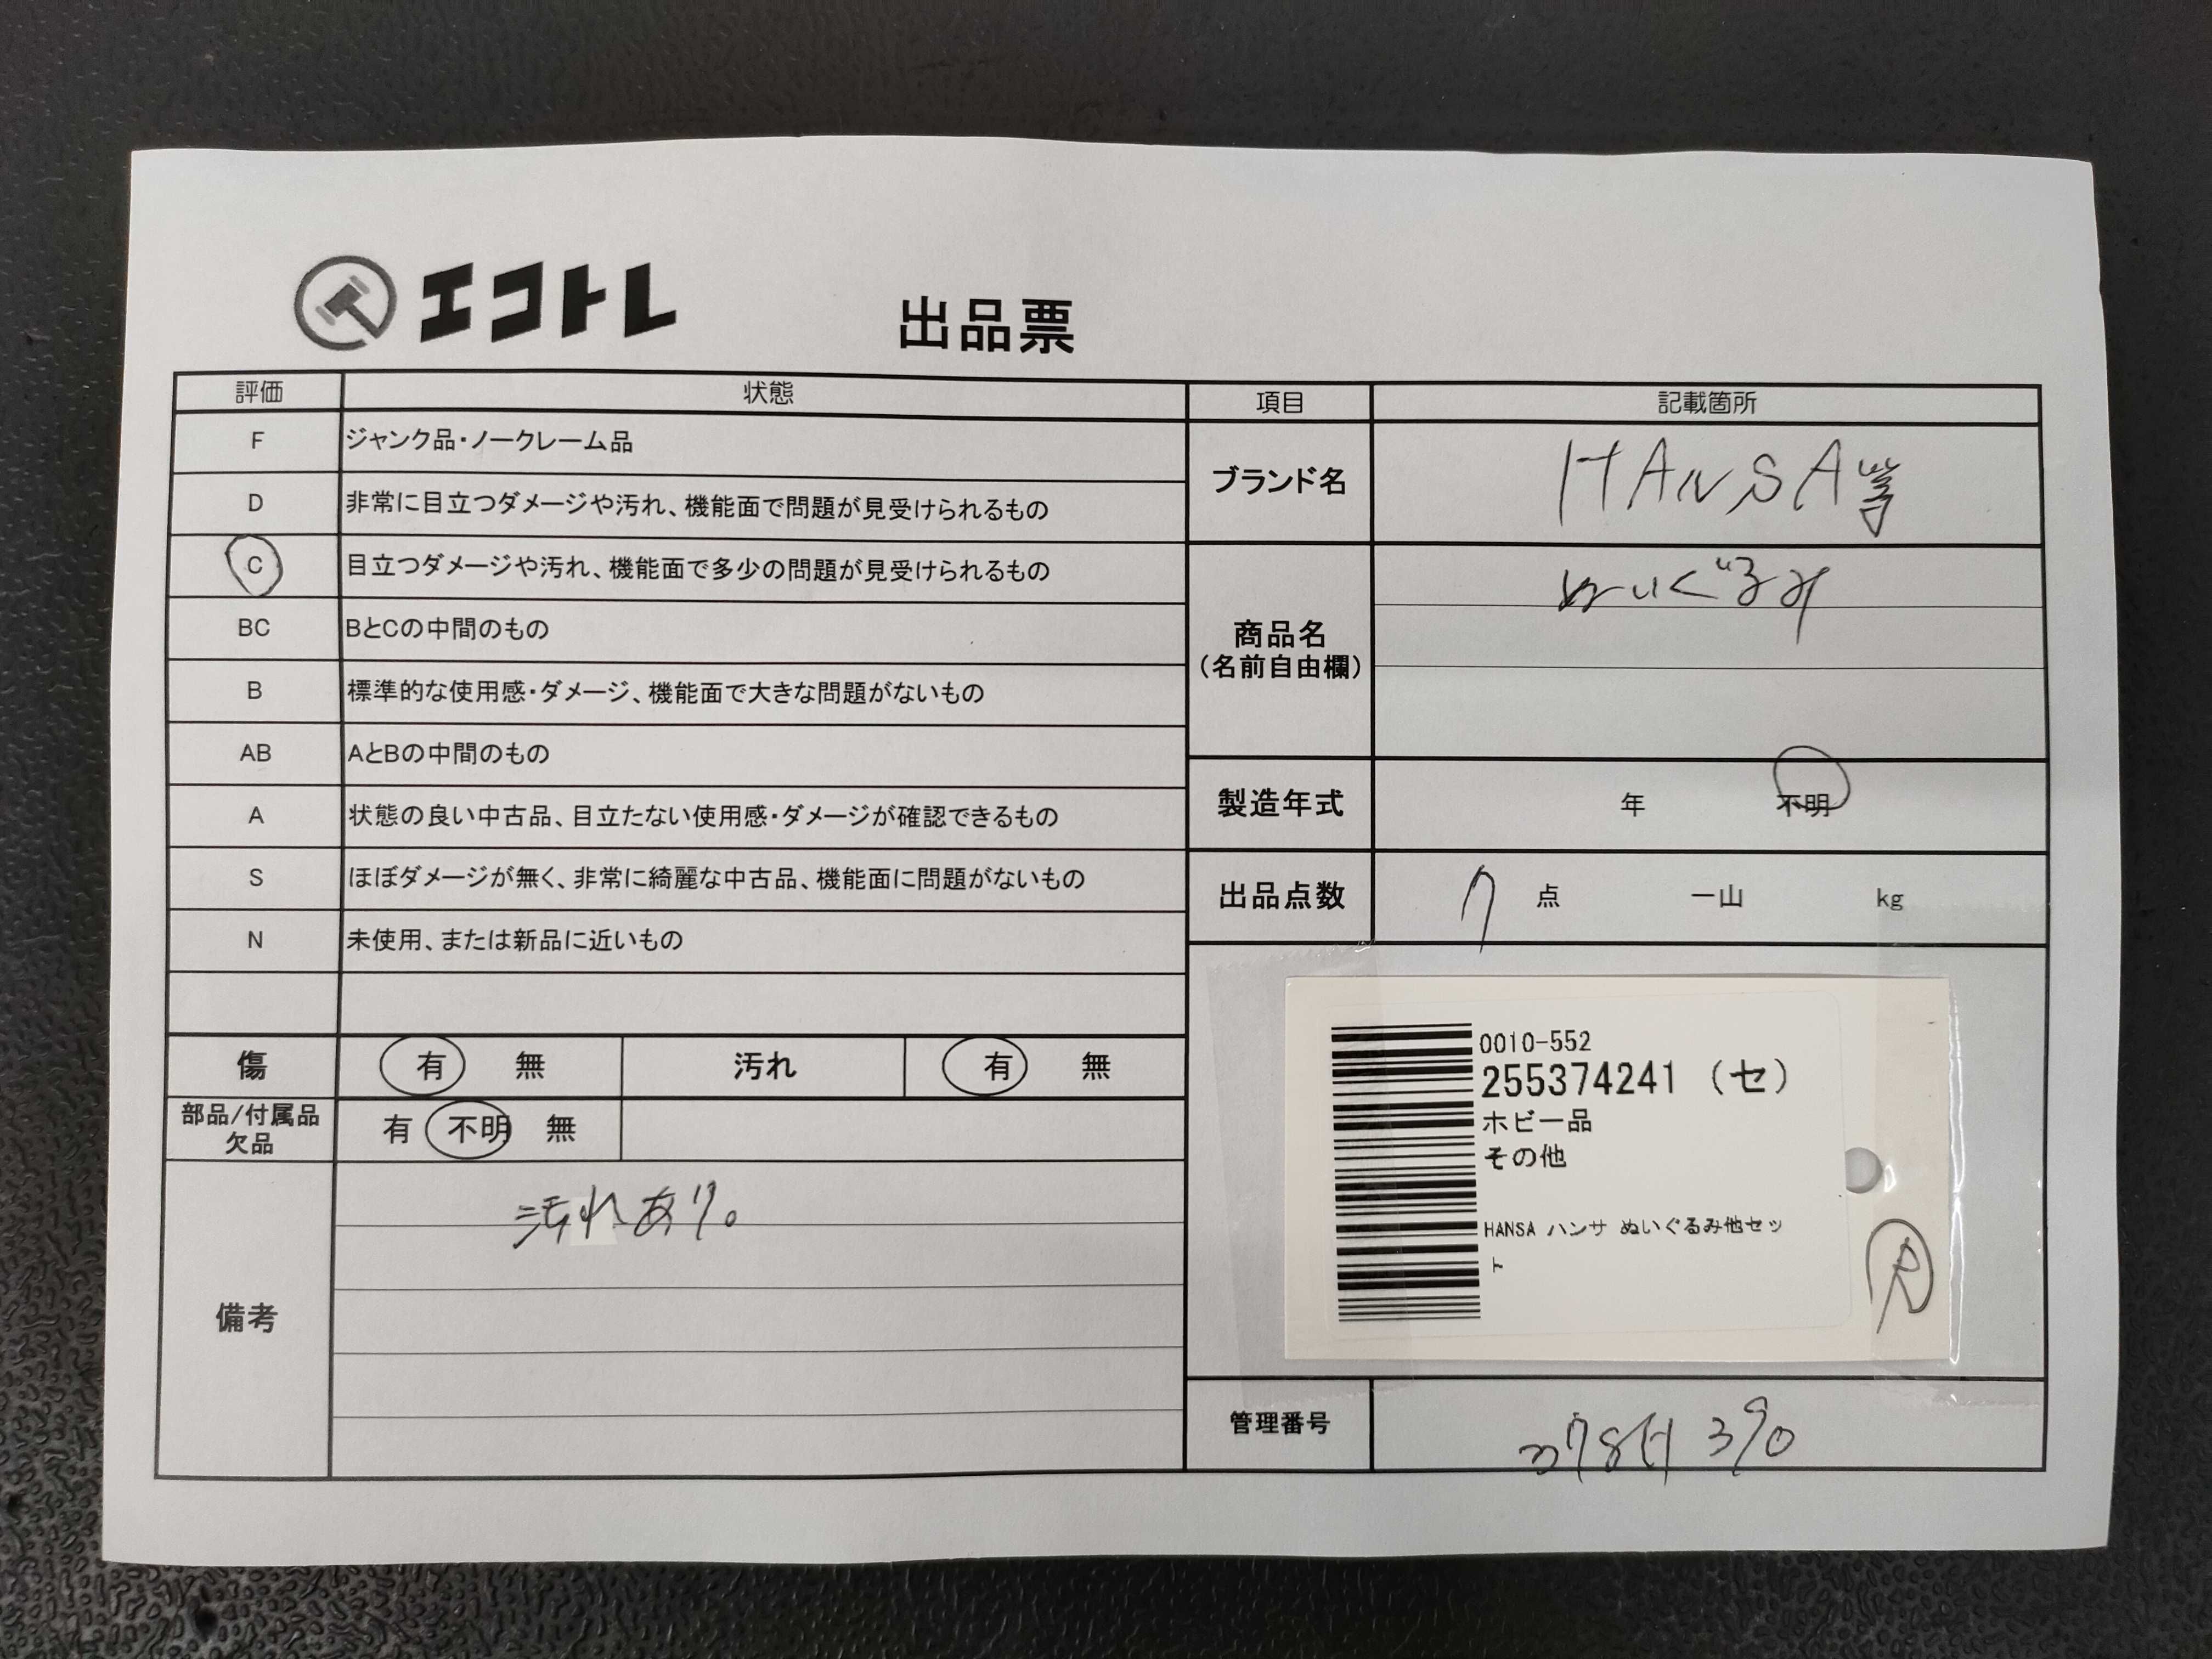 エコトレ
出品票
評価 状態
F ジャンク品・ノークレーム品
D 非常に目立つダメージや汚れ、機能面で問題が見受けられるもの
C 目立つダメージや汚れ、機能面で多少の問題が見受けられるもの
BC BとCの中間のもの
B 標準的な使用感・ダメージ、機能面で大きな問題がないもの
AB AとBの中間のもの
A 状態の良い中古品、目立たない使用感・ダメージが確認できるもの
S ほぼダメージが無く、非常に綺麗な中古品、機能面に問題がないもの
N 未使用、または新品に近いもの
傷 有 無 汚れ 有 無
部品/付属品
欠品
有 不明 無
備考
汚れあり。
項目 記載箇所
ブランド名 HANSA等
商品名
(名前自由欄)
ぬいぐるみ
製造年式 年 不明
出品点数 7 点 一山 kg
0010-552
255374241 (セ)
ホビー品
その他
HANSA ハンサ ぬいぐるみ他セッ
ト
R
管理番号 390